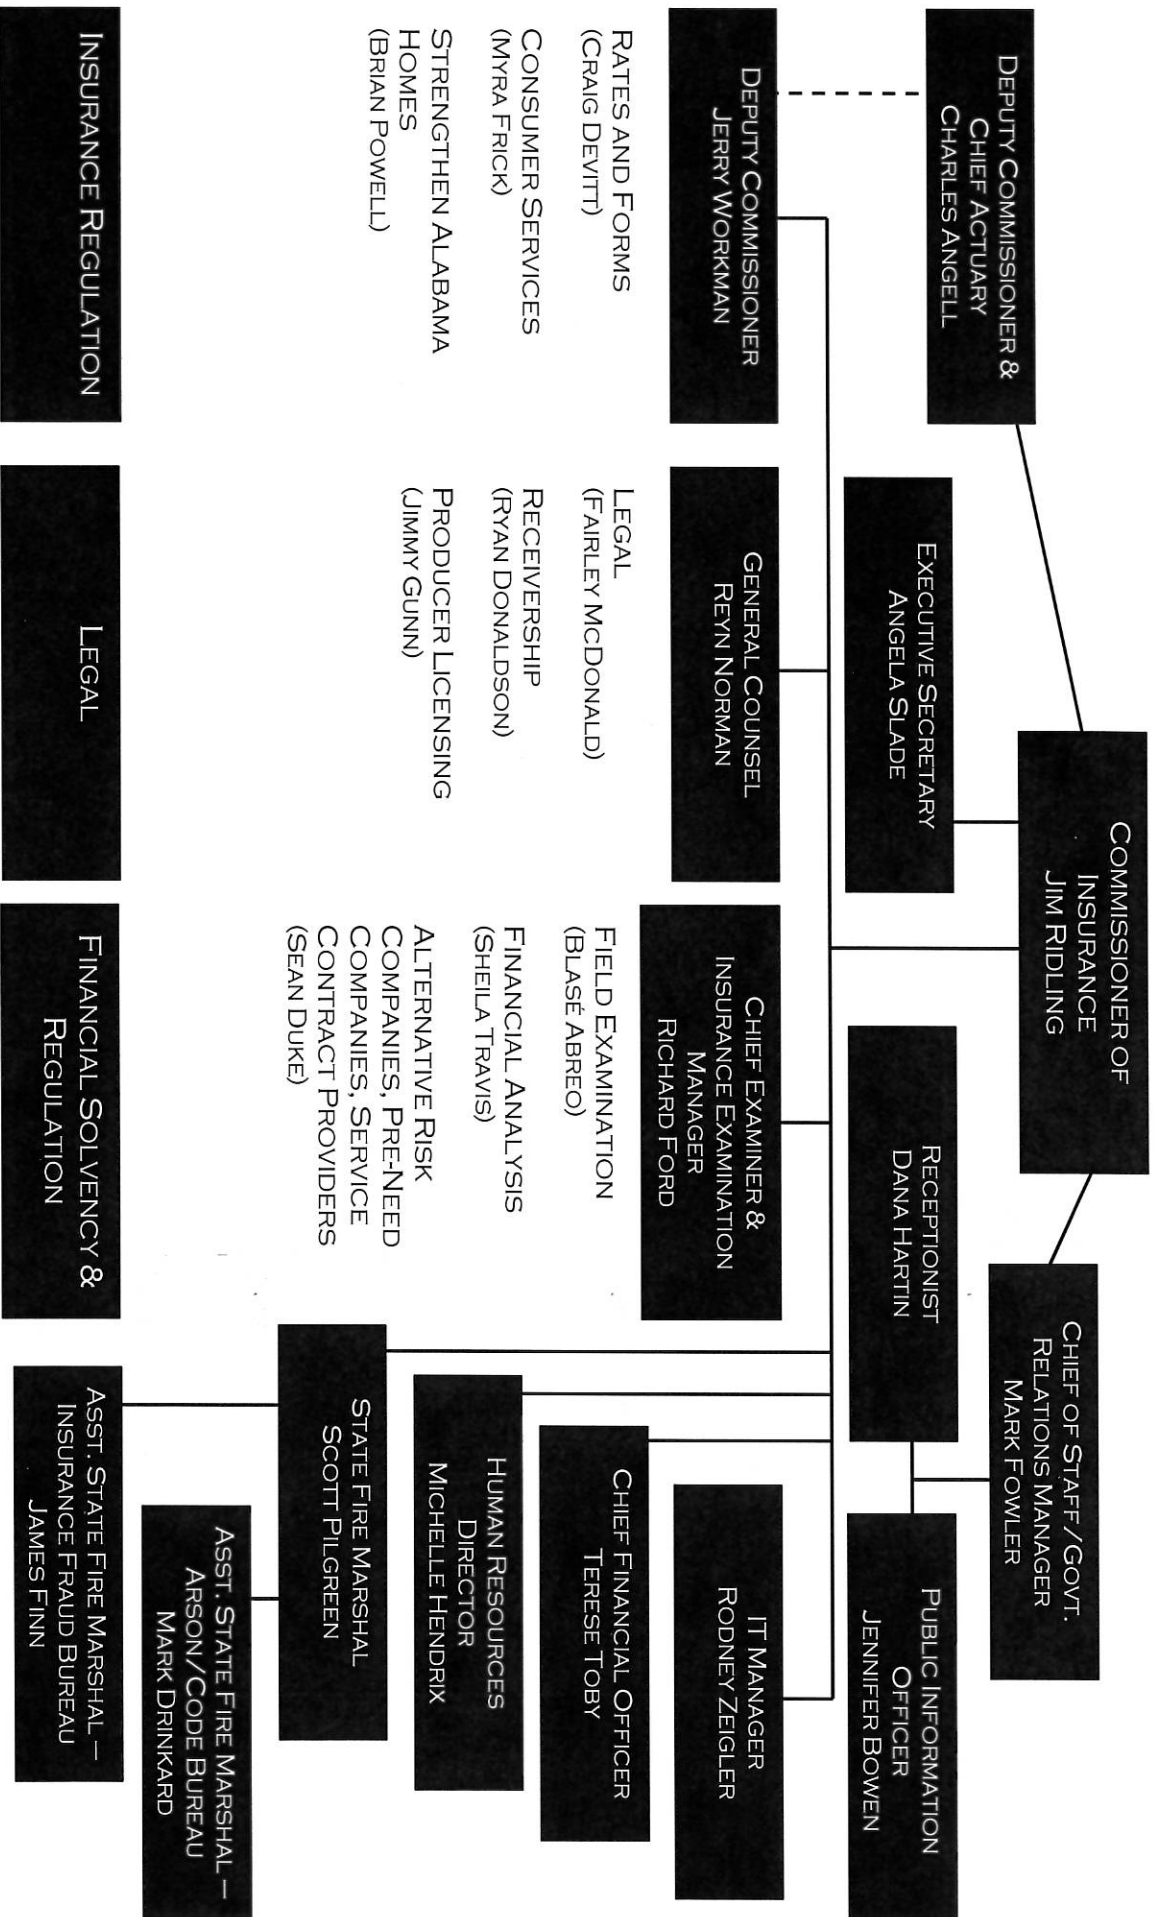 COMMISSIONER OF
INSURANCE
JIM RIDLING
DEPUTY COMMISSIONER &
CHIEF ACTUARY
CHARLES ANGELL
CHIEF OF STAFF/GOVT.
RELATIONS MANAGER
MARK FOWLER
EXECUTIVE SECRETARY
ANGELA SLADE
RECEPTIONIST
DANA HARTIN
PUBLIC INFORMATION
OFFICER
JENNIFER BOWEN
DEPUTY COMMISSIONER
JERRY WORKMAN
RATES AND FORMS
(CRAIG DEVITT)
CONSUMER SERVICES
(MYRA FRICK)
STRENGTHEN ALABAMA
HOMES
(BRIAN POWELL)
INSURANCE REGULATION
GENERAL COUNSEL
REYN NORMAN
LEGAL
(FAIRLEY MCDONALD)
RECEIVERSHIP
(RYAN DONALDSON)
PRODUCER LICENSING
(JIMMY GUNN)
LEGAL
CHIEF EXAMINER &
INSURANCE EXAMINATION
MANAGER
RICHARD FORD
FIELD EXAMINATION
(BLASÉ ABREO)
FINANCIAL ANALYSIS
(SHEILA TRAVIS)
ALTERNATIVE RISK
COMPANIES, PRE-NEED
COMPANIES, SERVICE
CONTRACT PROVIDERS
(SEAN DUKE)
FINANCIAL SOLVENCY &
REGULATION
IT MANAGER
RODNEY ZEIGLER
CHIEF FINANCIAL OFFICER
TERESE TOBY
HUMAN RESOURCES
DIRECTOR
MICHELLE HENDRIX
STATE FIRE MARSHAL
SCOTT PILGREEN
ASST. STATE FIRE MARSHAL –
ARSON/CODE BUREAU
MARK DRINKARD
ASST. STATE FIRE MARSHAL –
INSURANCE FRAUD BUREAU
JAMES FINN